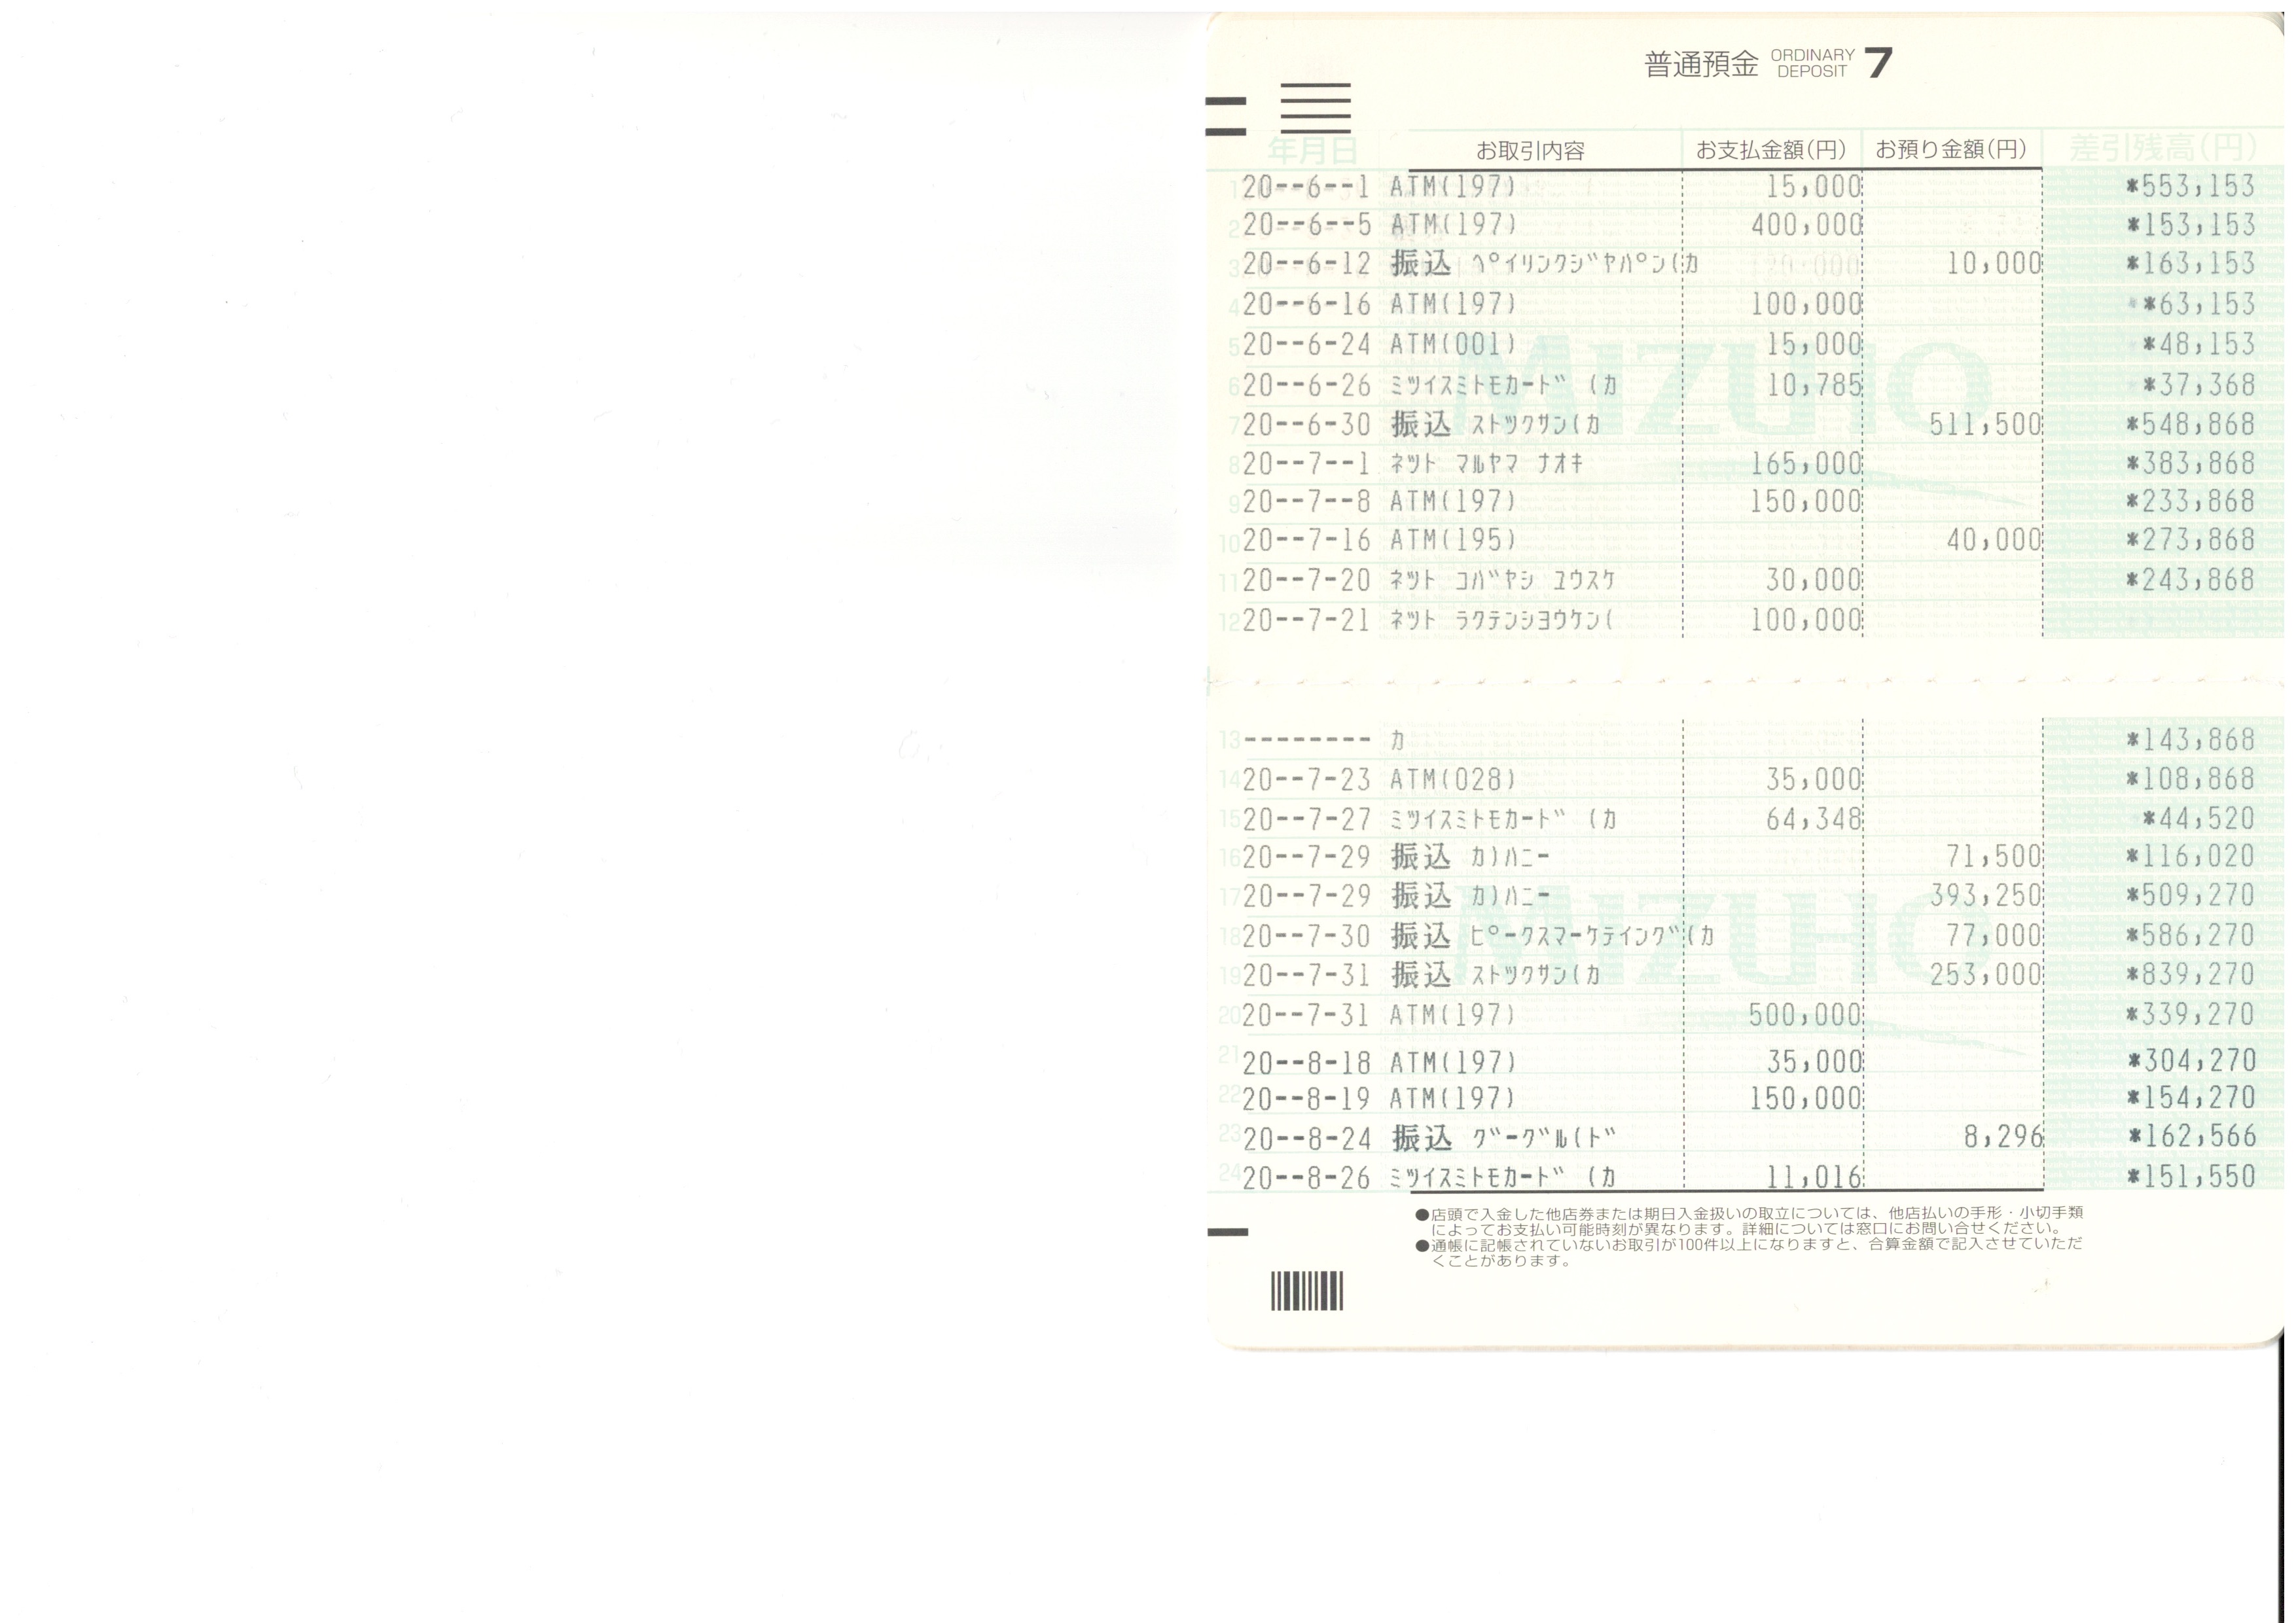 普通預金 ORDINARY DEPOSIT 7
年月日 お取引内容 お支払金額(円) お預り金額(円) 差引残高(円)
1 20--6--1 ATM(197) 15,000 *553,153
2 20--6--5 ATM(197) 400,000 *153,153
3 20--6-12 振込 ペイリンクジヤパン(カ 10,000 *163,153
4 20--6-16 ATM(197) 100,000 *63,153
5 20--6-24 ATM(001) 15,000 *48,153
6 20--6-26 ミツイスミトモカード (カ 10,785 *37,368
7 20--6-30 振込 ストツクサン(カ 511,500 *548,868
8 20--7--1 ネツト マルヤマ ナオキ 165,000 *383,868
9 20--7--8 ATM(197) 150,000 *233,868
10 20--7-16 ATM(195) 40,000 *273,868
11 20--7-20 ネツト コバヤシ ユウスケ 30,000 *243,868
12 20--7-21 ネツト ラクテンシヨウケン( 100,000
MIZUHO
13 -------- カ *143,868
14 20--7-23 ATM(028) 35,000 *108,868
15 20--7-27 ミツイスミトモカード (カ 64,348 *44,520
16 20--7-29 振込 カ)ハニー 71,500 *116,020
17 20--7-29 振込 カ)ハニー 393,250 *509,270
18 20--7-30 振込 ピークスマーケテイング(カ 77,000 *586,270
19 20--7-31 振込 ストツクサン(カ 253,000 *839,270
20 20--7-31 ATM(197) 500,000 *339,270
21 20--8-18 ATM(197) 35,000 *304,270
22 20--8-19 ATM(197) 150,000 *154,270
23 20--8-24 振込 グーグル(ド 8,296 *162,566
24 20--8-26 ミツイスミトモカード (カ 11,016 *151,550
MIZUHO
●店頭で入金した他店券または期日入金扱いの取立については、他店払いの手形・小切手類
によってお支払い可能時刻が異なります。詳細については窓口にお問い合せください。
●通帳に記帳されていないお取引が100件以上になりますと、合算金額で記入させていただ
くことがあります。